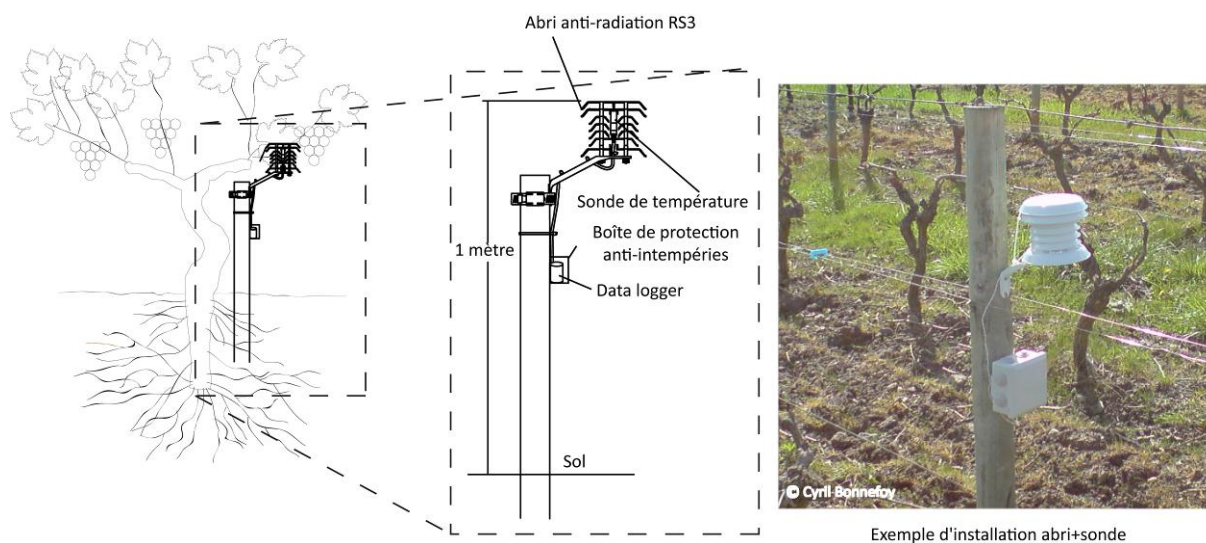 Abri anti-radiation RS3
Sonde de température
1 mètre
Boîte de protection
anti-intempéries
Data logger
Sol
© Cyril Bonnefoy
Exemple d'installation abri+sonde